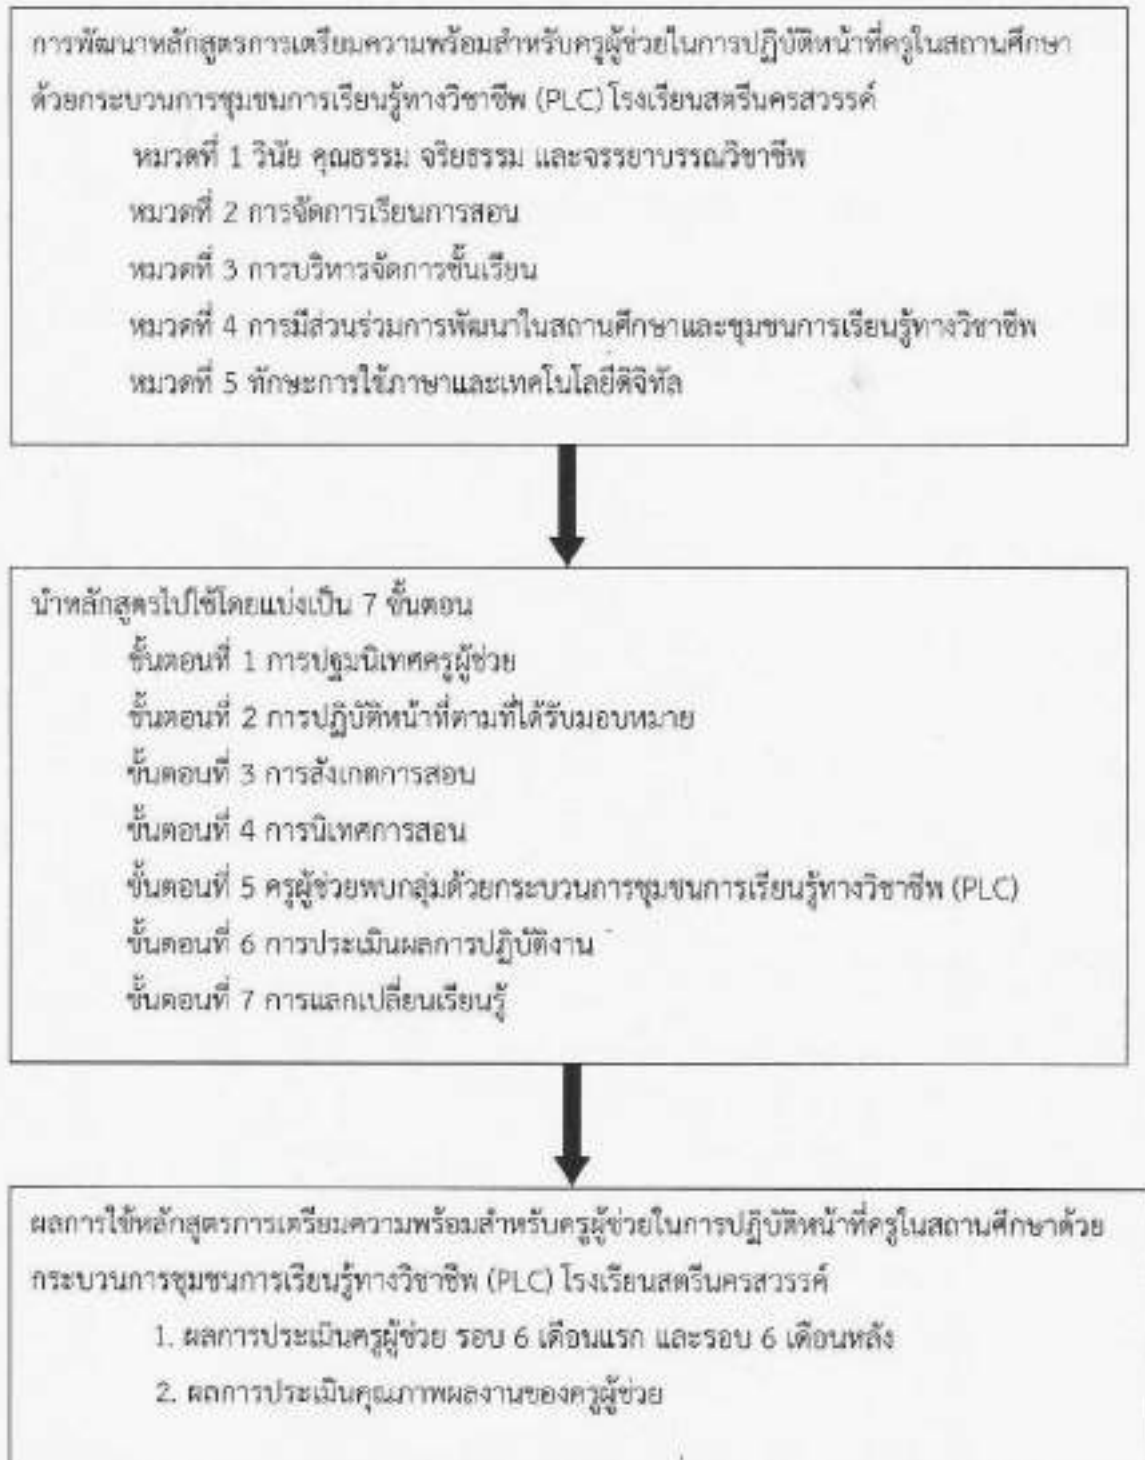 การพัฒนาหลักสูตรการเตรียมความพร้อมสำหรับครูผู้ช่วยในการปฏิบัติหน้าที่ครูในสถานศึกษา
ด้วยกระบวนการชุมชนการเรียนรู้ทางวิชาชีพ (PLC) โรงเรียนสตรีนครสวรรค์
หมวดที่ 1 วินัย คุณธรรม จริยธรรม และจรรยาบรรณวิชาชีพ
หมวดที่ 2 การจัดการเรียนการสอน
หมวดที่ 3 การบริหารจัดการชั้นเรียน
หมวดที่ 4 การมีส่วนร่วมการพัฒนาในสถานศึกษาและชุมชนการเรียนรู้ทางวิชาชีพ
หมวดที่ 5 ทักษะการใช้ภาษาและเทคโนโลยีดิจิทัล
นำหลักสูตรไปใช้โดยแบ่งเป็น 7 ขั้นตอน
ขั้นตอนที่ 1 การปฐมนิเทศครูผู้ช่วย
ขั้นตอนที่ 2 การปฏิบัติหน้าที่ตามที่ได้รับมอบหมาย
ขั้นตอนที่ 3 การสังเกตการสอน
ขั้นตอนที่ 4 การนิเทศการสอน
ขั้นตอนที่ 5 ครูผู้ช่วยพบกลุ่มด้วยกระบวนการชุมชนการเรียนรู้ทางวิชาชีพ (PLC)
ขั้นตอนที่ 6 การประเมินผลการปฏิบัติงาน
ขั้นตอนที่ 7 การแลกเปลี่ยนเรียนรู้
ผลการใช้หลักสูตรการเตรียมความพร้อมสำหรับครูผู้ช่วยในการปฏิบัติหน้าที่ครูในสถานศึกษาด้วย
กระบวนการชุมชนการเรียนรู้ทางวิชาชีพ (PLC) โรงเรียนสตรีนครสวรรค์
1. ผลการประเมินครูผู้ช่วย รอบ 6 เดือนแรก และรอบ 6 เดือนหลัง
2. ผลการประเมินคุณภาพผลงานของครูผู้ช่วย